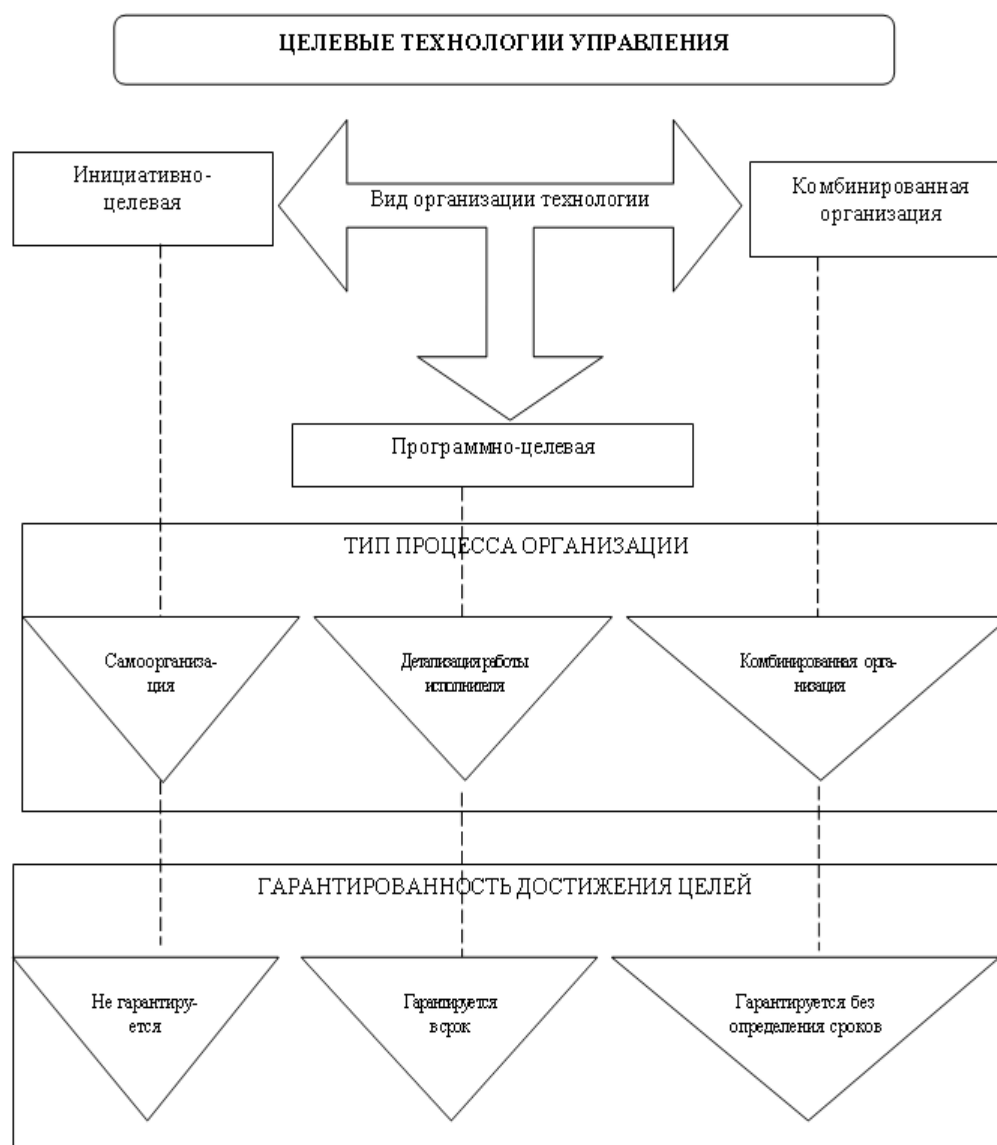 ЦЕЛЕВЫЕ ТЕХНОЛОГИИ УПРАВЛЕНИЯ
Инициативно-
целевая
Вид организации технологии
Комбинированная
организация
Программно-целевая
ТИП ПРОЦЕССА ОРГАНИЗАЦИИ
Самоорганиза-
ция
Детализация работы
исполнителя
Комбинированная орга-
низация
ГАРАНТИРОВАННОСТЬ ДОСТИЖЕНИЯ ЦЕЛЕЙ
Не гарантиру-
ется
Гарантируется
в срок
Гарантируется без
определения сроков